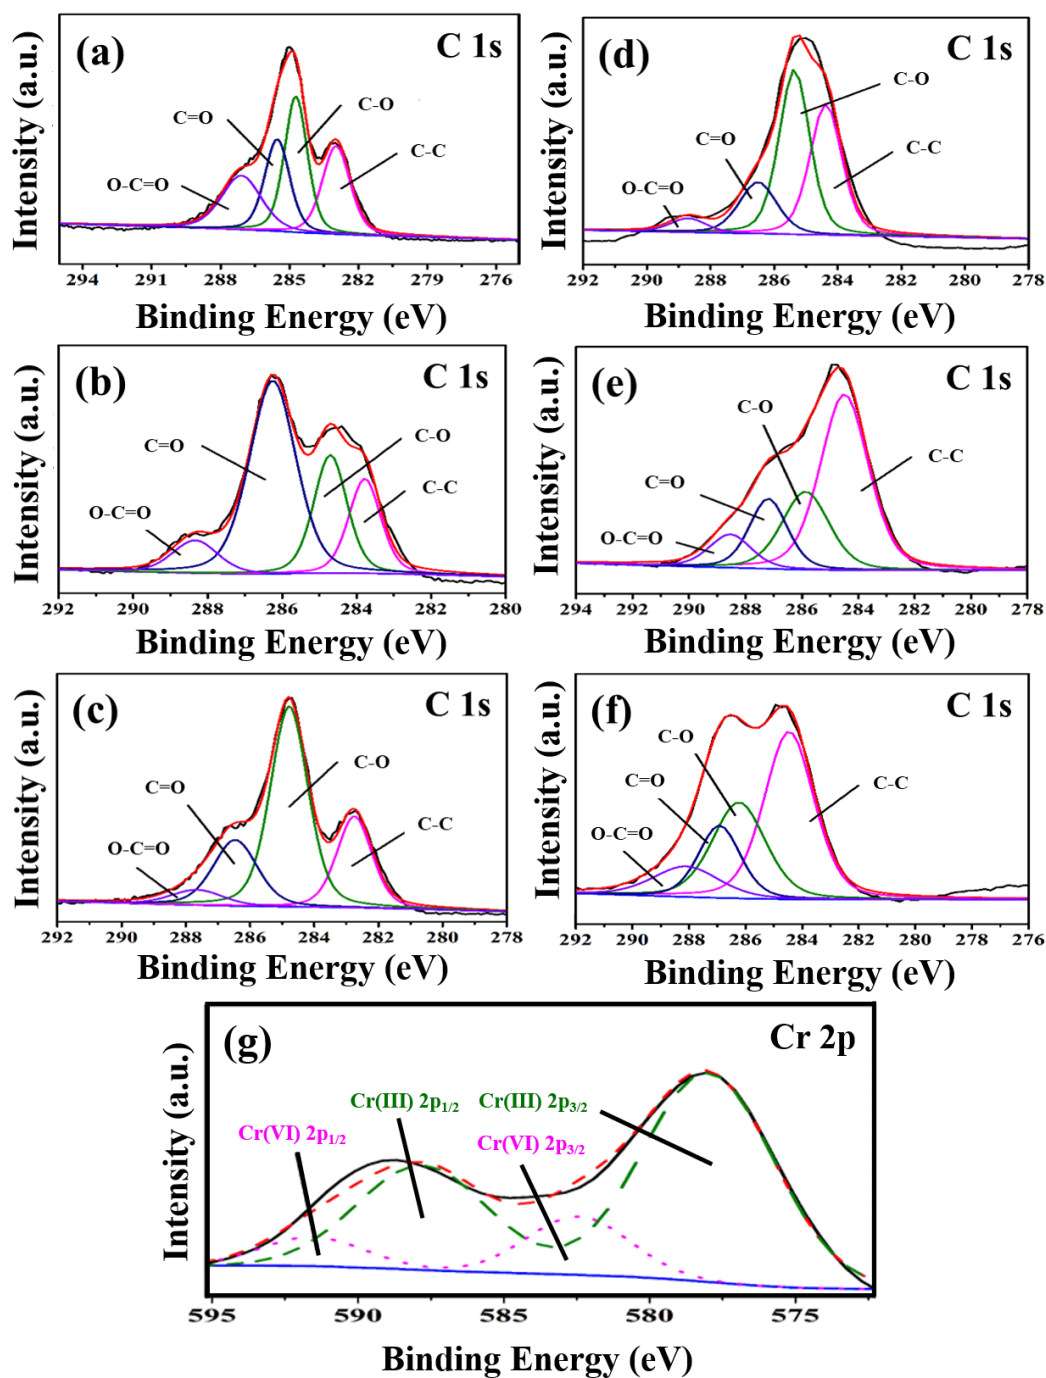 (a)
C 1s
C=O
C-O
C-C
O-C=O
Intensity (a.u.)
294 291 288 285 282 279 276
Binding Energy (eV)
(d)
C 1s
C-O
C=O
C-C
O-C=O
Intensity (a.u.)
292 290 288 286 284 282 280 278
Binding Energy (eV)
(b)
C 1s
C=O
C-O
C-C
O-C=O
Intensity (a.u.)
292 290 288 286 284 282 280
Binding Energy (eV)
(e)
C 1s
C-O
C=O
C-C
O-C=O
Intensity (a.u.)
294 292 290 288 286 284 282 280 278
Binding Energy (eV)
(c)
C 1s
C-O
C=O
C-C
O-C=O
Intensity (a.u.)
292 290 288 286 284 282 280 278
Binding Energy (eV)
(f)
C 1s
C-O
C=O
C-C
O-C=O
Intensity (a.u.)
292 290 288 286 284 282 280 278 276
Binding Energy (eV)
(g)
Cr 2p
Cr(III) 2p1/2
Cr(III) 2p3/2
Cr(VI) 2p1/2
Cr(VI) 2p3/2
Intensity (a.u.)
595 590 585 580 575
Binding Energy (eV)